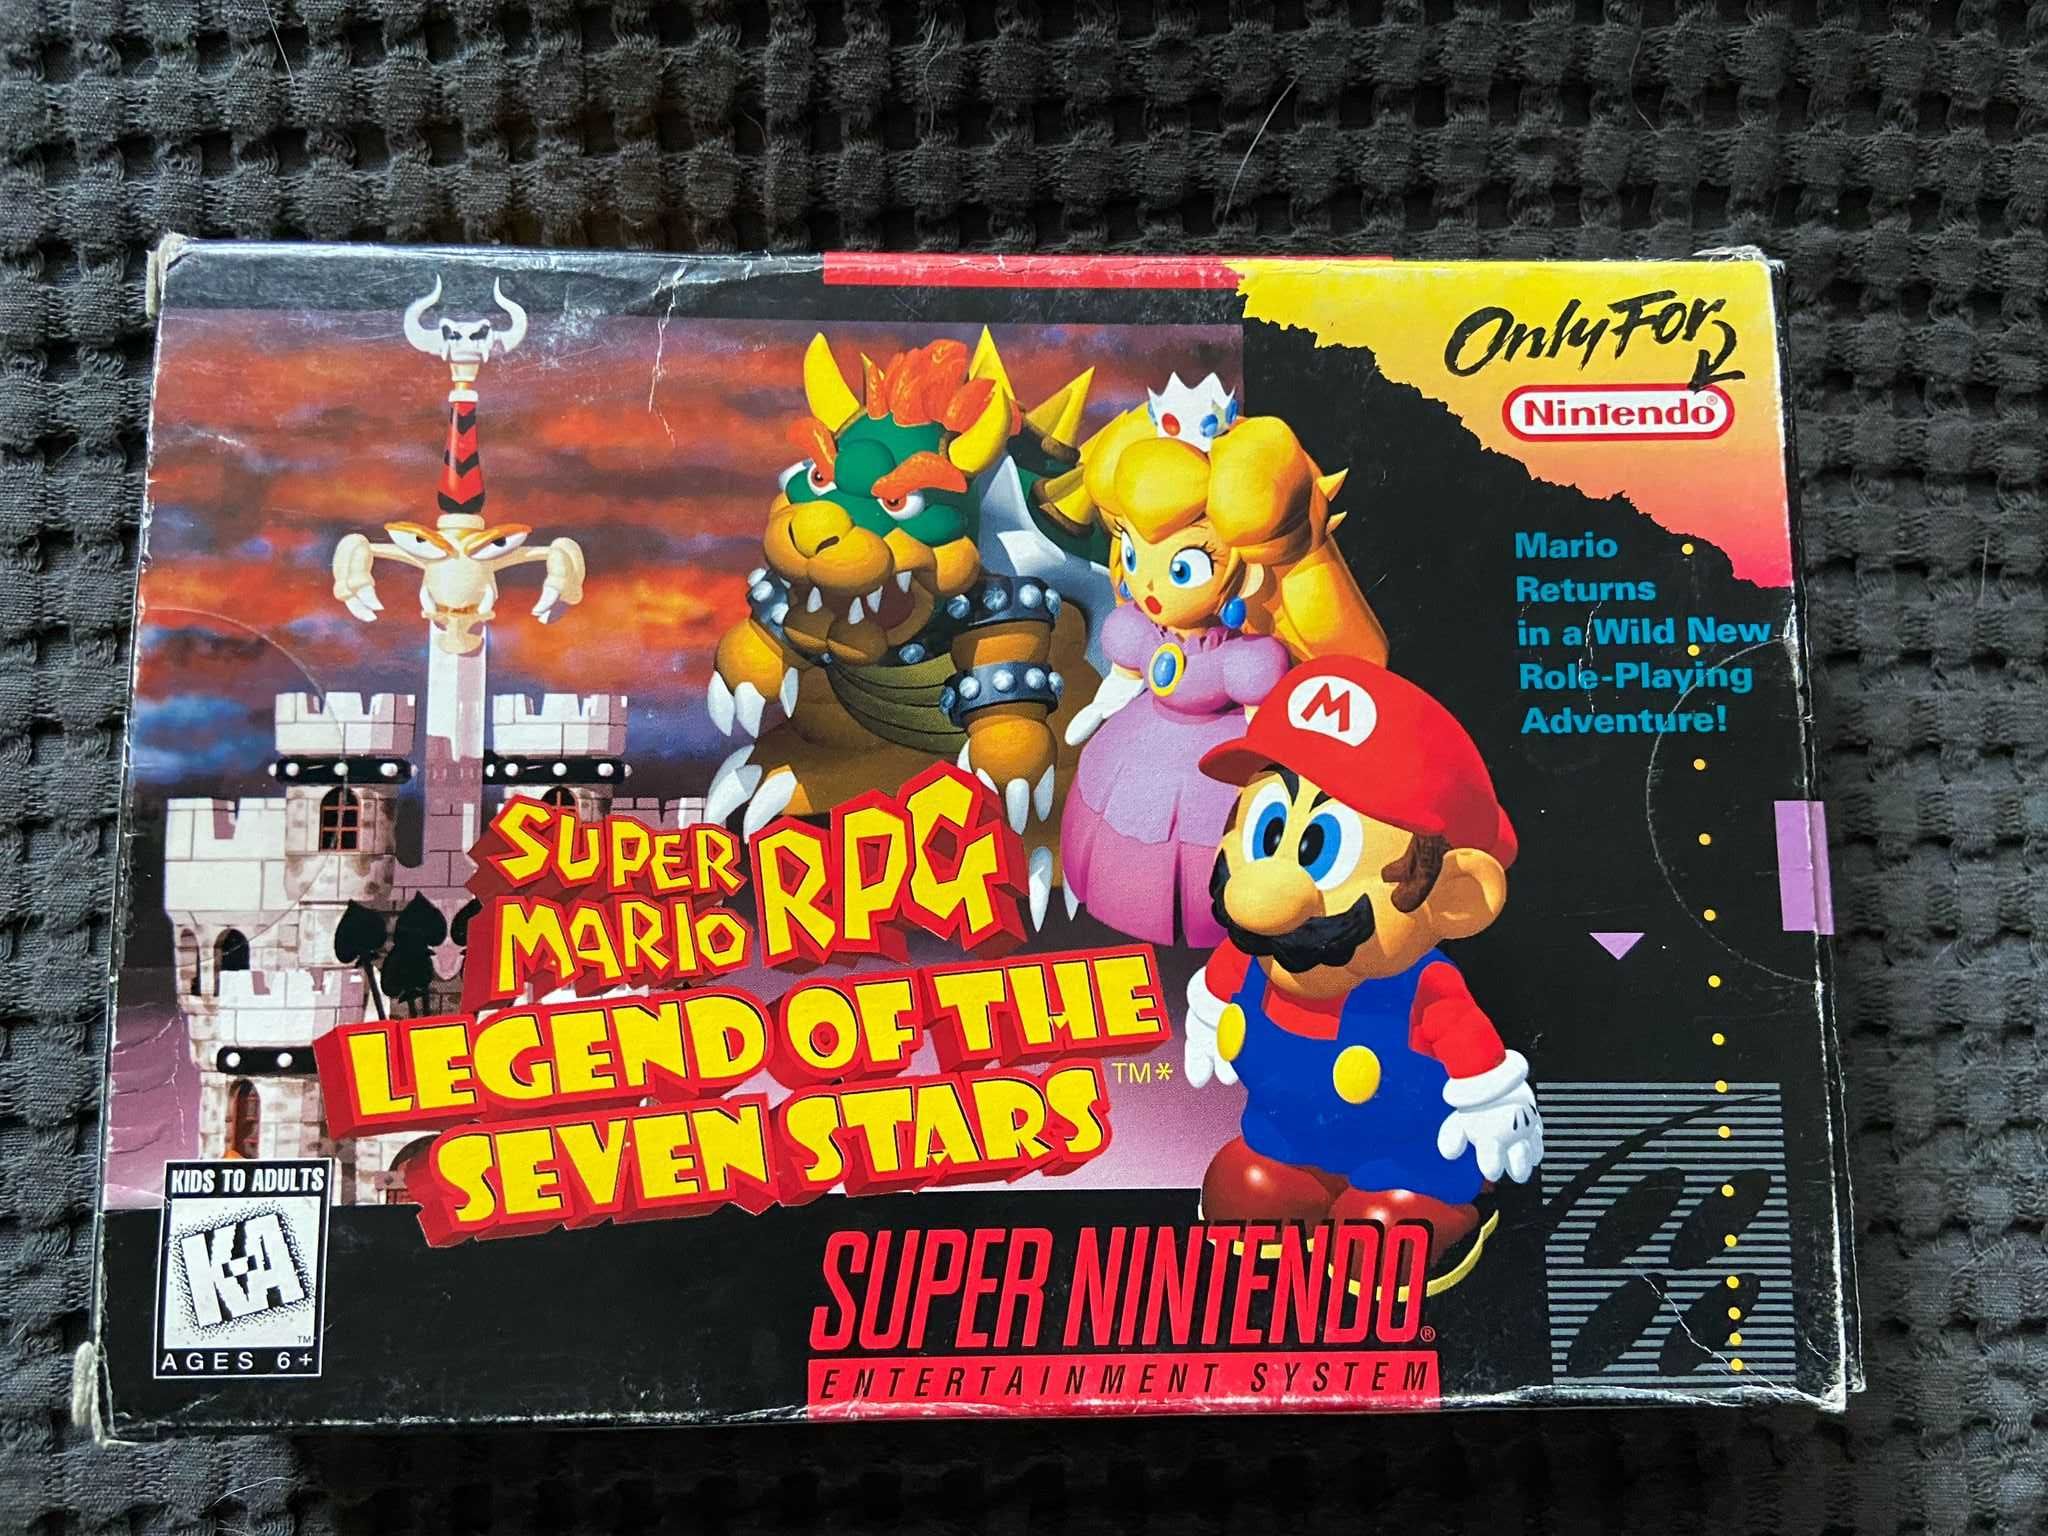 Only For
Nintendo®
Mario
Returns
in a Wild New
Role-Playing
Adventure!
M
SUPER
MARIO RPG
LEGEND OF THE
SEVEN STARS TM*
KIDS TO ADULTS
K-A
TM
AGES 6+
SUPER NINTENDO®
ENTERTAINMENT SYSTEM